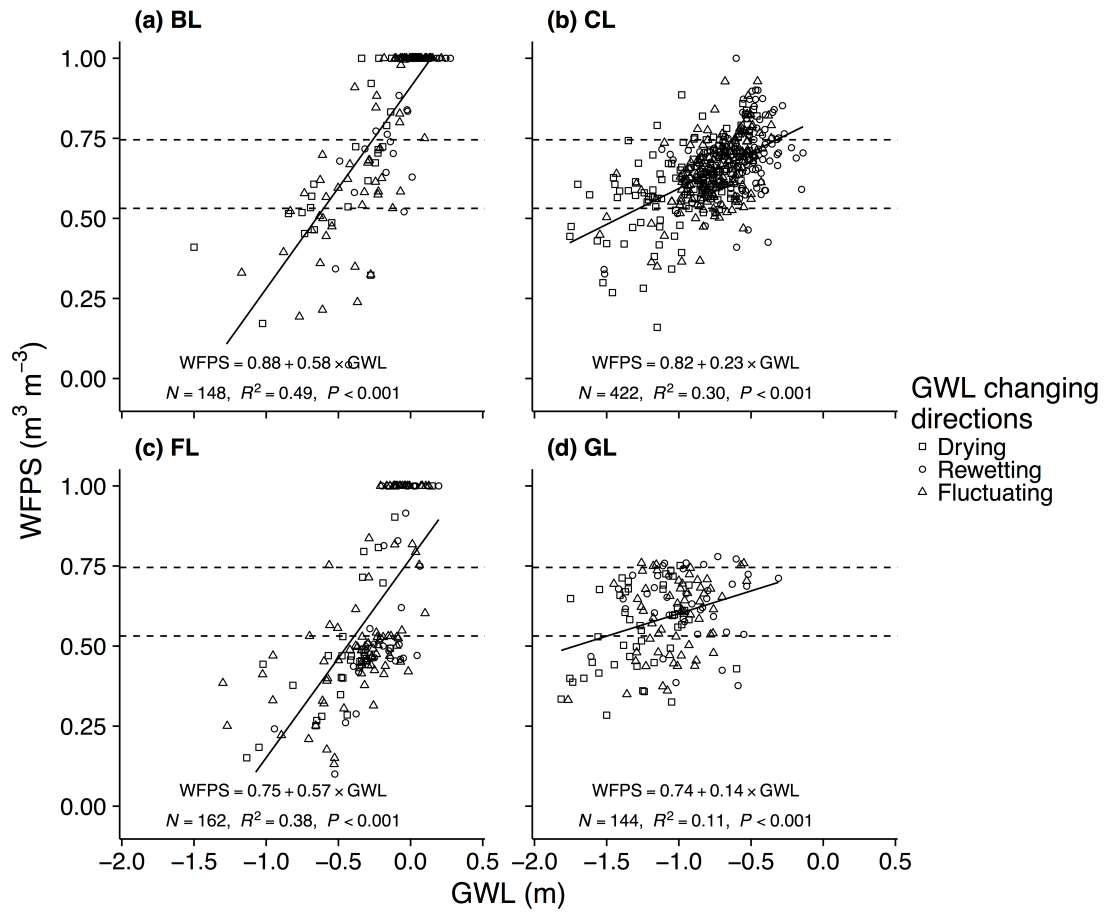 (a) BL
(b) CL
1.00
0.75
0.50
0.25
0.00
WFPS = 0.88 + 0.58 × GWL
N = 148, R² = 0.49, P < 0.001
WFPS = 0.82 + 0.23 × GWL
N = 422, R² = 0.30, P < 0.001
WFPS (m³ m⁻³)
(c) FL
(d) GL
1.00
0.75
0.50
0.25
0.00
WFPS = 0.75 + 0.57 × GWL
N = 162, R² = 0.38, P < 0.001
WFPS = 0.74 + 0.14 × GWL
N = 144, R² = 0.11, P < 0.001
−2.0 −1.5 −1.0 −0.5 0.0 0.5
−2.0 −1.5 −1.0 −0.5 0.0 0.5
GWL (m)
GWL changing
directions
Drying
Rewetting
Fluctuating